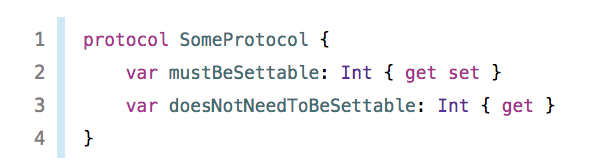 1 protocol SomeProtocol {
2     var mustBeSettable: Int { get set }
3     var doesNotNeedToBeSettable: Int { get }
4 }